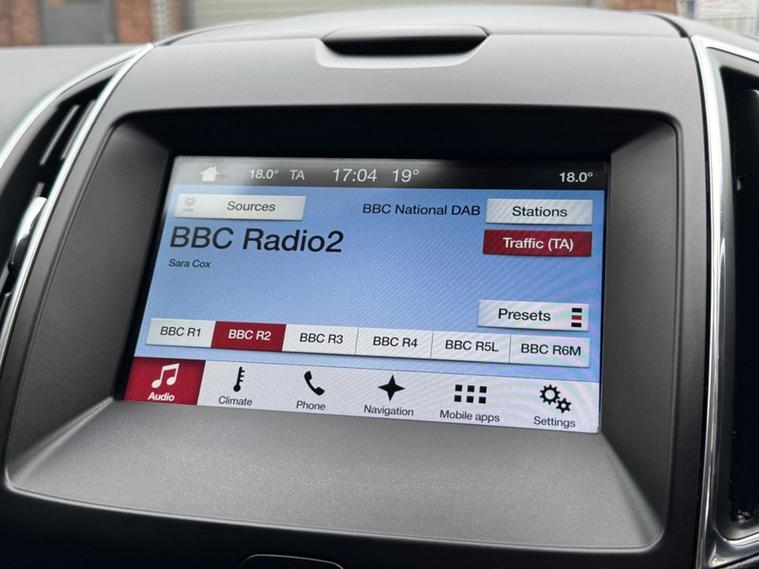 18.0° TA 17:04 19° 18.0°
Sources BBC National DAB Stations
BBC Radio2 Traffic (TA)
Sara Cox
Presets
BBC R1 BBC R2 BBC R3 BBC R4 BBC R5L BBC R6M
Audio Climate Phone Navigation Mobile apps Settings